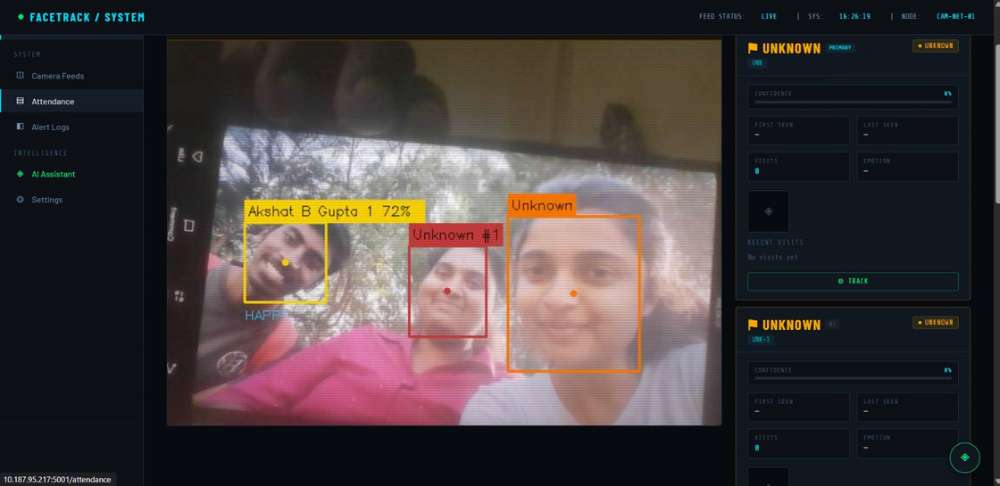 FACETRACK / SYSTEM
FEED STATUS: LIVE | SYS: 16:26:19 | NODE: CAM-NET-01
SYSTEM
Camera Feeds
Attendance
Alert Logs
INTELLIGENCE
AI Assistant
Settings
Akshat B Gupta 1 72%
Unknown #1
Unknown
HAPPY
UNKNOWN PRIMARY UNKNOWN
UNK
CONFIDENCE 0%
FIRST SEEN LAST SEEN
— —
VISITS EMOTION
0 —
RECENT VISITS
No visits yet
TRACK
UNKNOWN #1 UNKNOWN
UNK-1
CONFIDENCE 0%
FIRST SEEN LAST SEEN
— —
VISITS EMOTION
0 —
10.187.95.217:5001/attendance